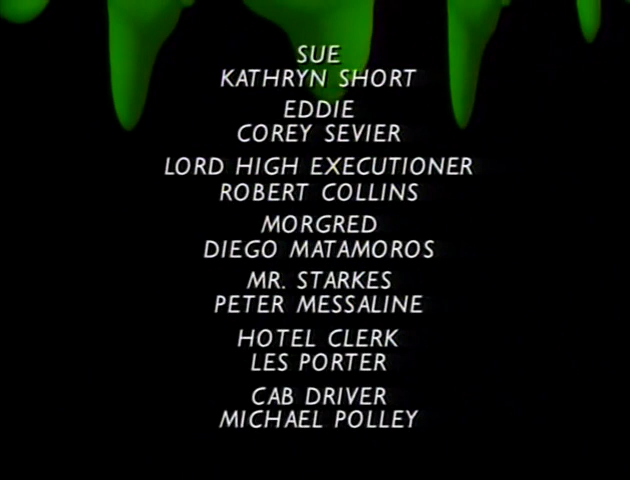 SUE
KATHRYN SHORT
EDDIE
COREY SEVIER
LORD HIGH EXECUTIONER
ROBERT COLLINS
MORGRED
DIEGO MATAMOROS
MR. STARKES
PETER MESSALINE
HOTEL CLERK
LES PORTER
CAB DRIVER
MICHAEL POLLEY